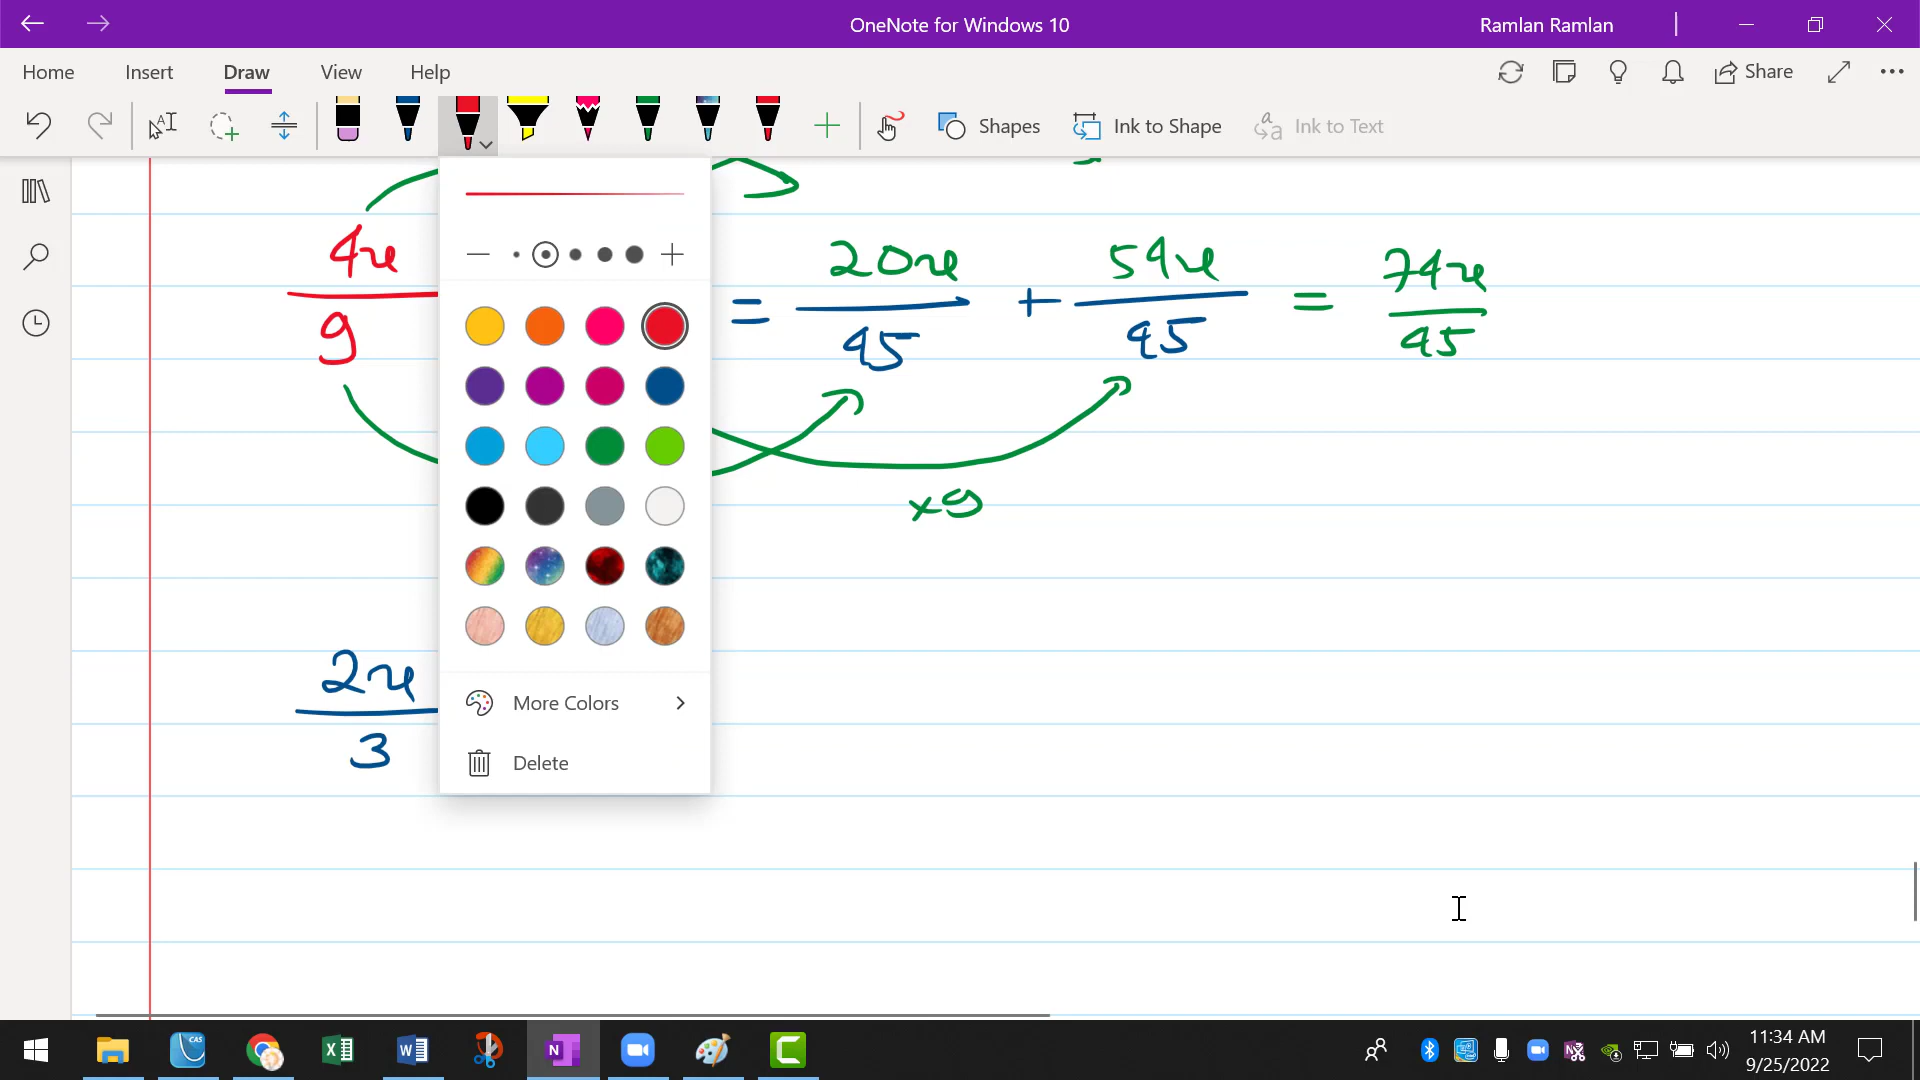 OneNote for Windows 10
Ramlan Ramlan
Home Insert Draw View Help
Share
Shapes Ink to Shape Ink to Text
4x
9
= 20x
45
+ 54x
45
= 74x
45
x9
2x
3
More Colors
Delete
11:34 AM
9/25/2022